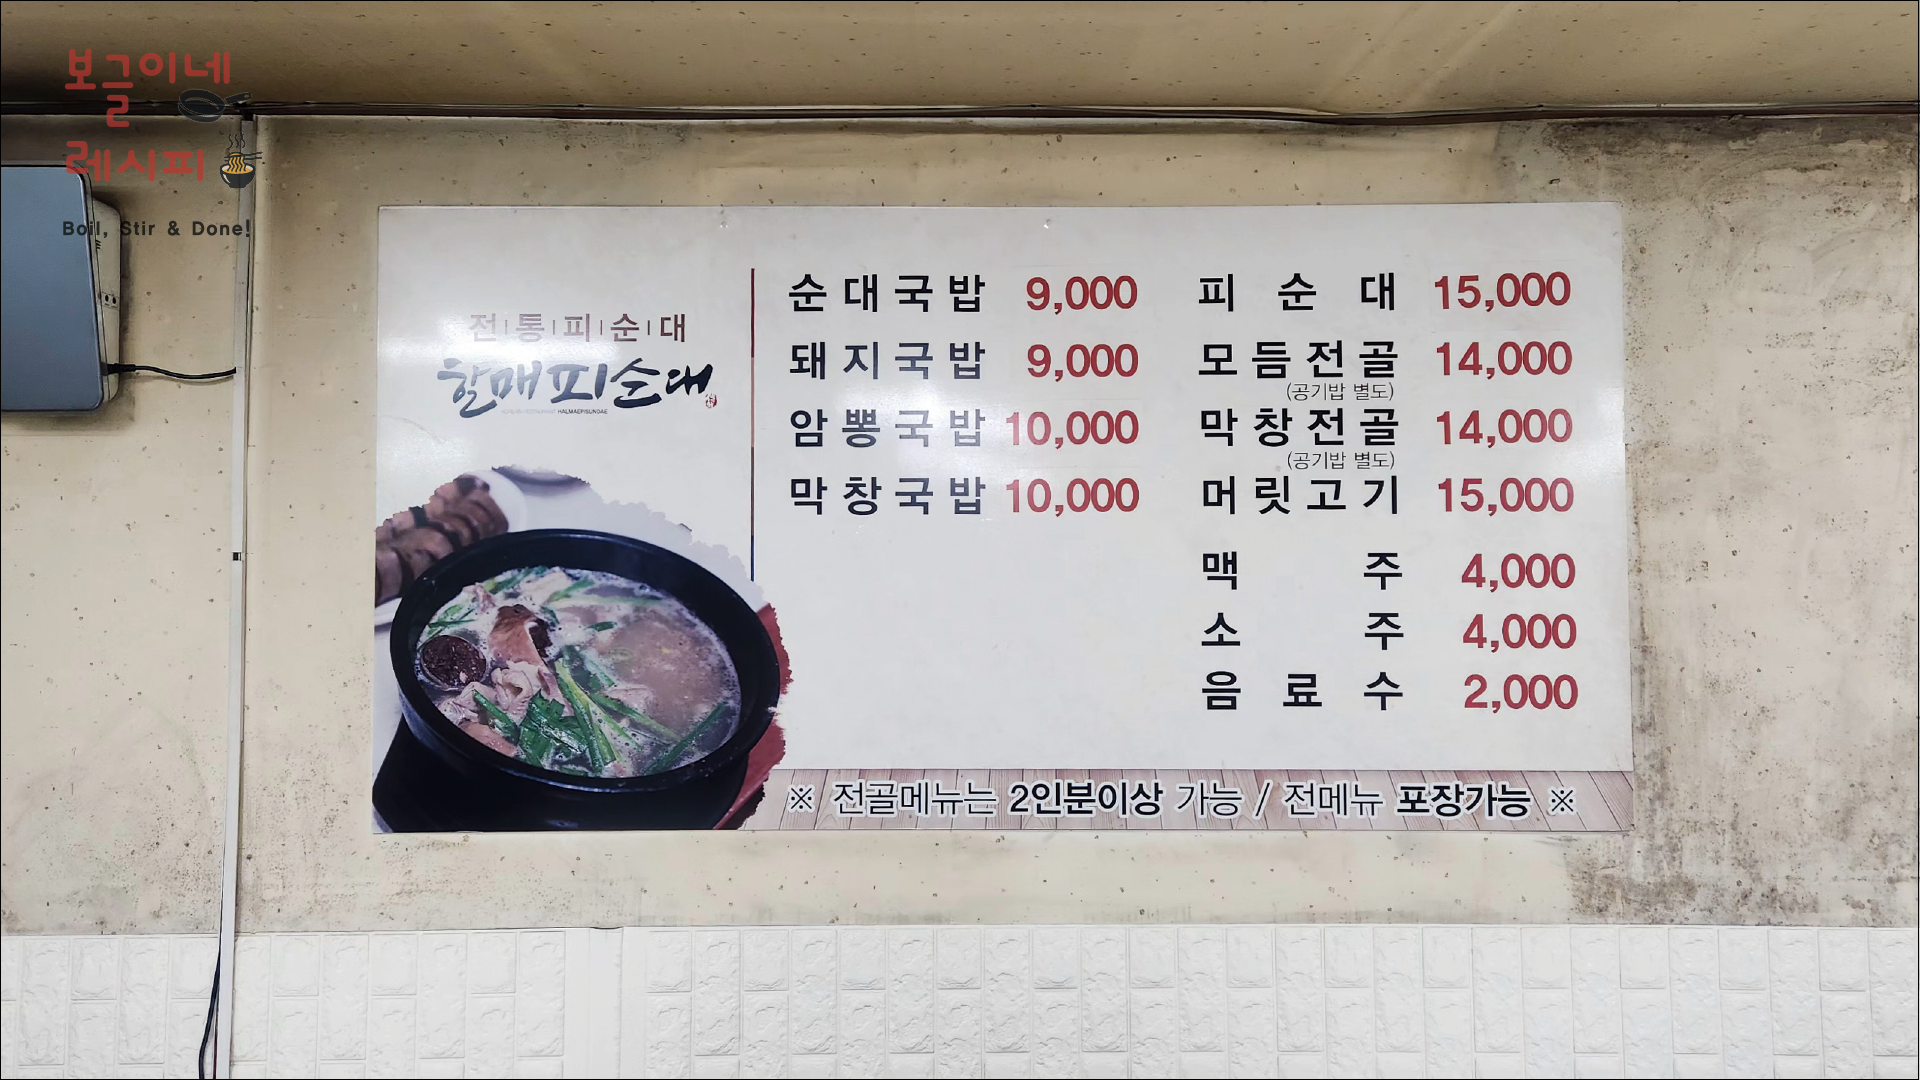 보글이네
레시피
Boil, Stir & Done!
전통피순대
할매피순대
HALMAEPISUNDAE
순대국밥 9,000
돼지국밥 9,000
암뽕국밥 10,000
막창국밥 10,000
피순대 15,000
모듬전골 14,000
(공기밥 별도)
막창전골 14,000
(공기밥 별도)
머릿고기 15,000
맥주 4,000
소주 4,000
음료수 2,000
※ 전골메뉴는 2인분이상 가능 / 전메뉴 포장가능 ※